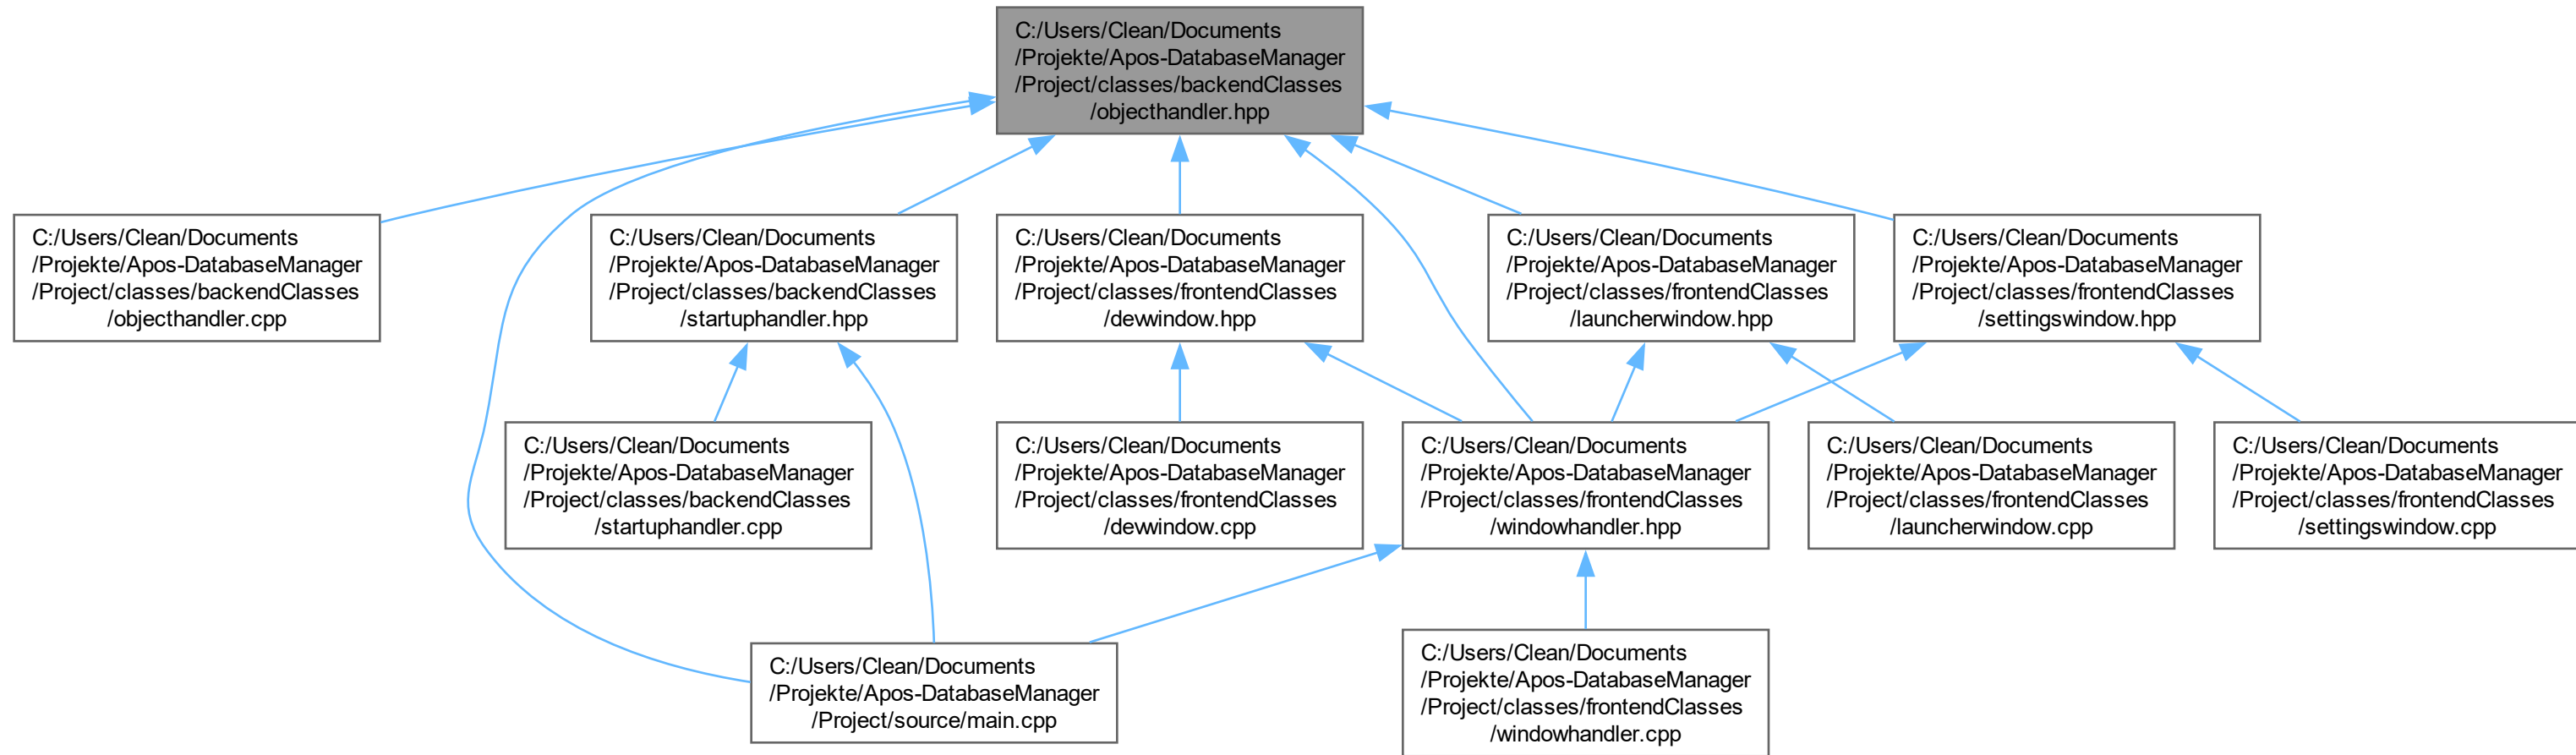 C:/Users/Clean/Documents
/Projekte/Apos-DatabaseManager
/Project/classes/backendClasses
/objecthandler.hpp
C:/Users/Clean/Documents
/Projekte/Apos-DatabaseManager
/Project/classes/backendClasses
/objecthandler.cpp
C:/Users/Clean/Documents
/Projekte/Apos-DatabaseManager
/Project/classes/backendClasses
/startuphandler.hpp
C:/Users/Clean/Documents
/Projekte/Apos-DatabaseManager
/Project/classes/frontendClasses
/devwindow.hpp
C:/Users/Clean/Documents
/Projekte/Apos-DatabaseManager
/Project/classes/frontendClasses
/launcherwindow.hpp
C:/Users/Clean/Documents
/Projekte/Apos-DatabaseManager
/Project/classes/frontendClasses
/settingswindow.hpp
C:/Users/Clean/Documents
/Projekte/Apos-DatabaseManager
/Project/classes/backendClasses
/startuphandler.cpp
C:/Users/Clean/Documents
/Projekte/Apos-DatabaseManager
/Project/classes/frontendClasses
/devwindow.cpp
C:/Users/Clean/Documents
/Projekte/Apos-DatabaseManager
/Project/classes/frontendClasses
/windowhandler.hpp
C:/Users/Clean/Documents
/Projekte/Apos-DatabaseManager
/Project/classes/frontendClasses
/launcherwindow.cpp
C:/Users/Clean/Documents
/Projekte/Apos-DatabaseManager
/Project/classes/frontendClasses
/settingswindow.cpp
C:/Users/Clean/Documents
/Projekte/Apos-DatabaseManager
/Project/source/main.cpp
C:/Users/Clean/Documents
/Projekte/Apos-DatabaseManager
/Project/classes/frontendClasses
/windowhandler.cpp